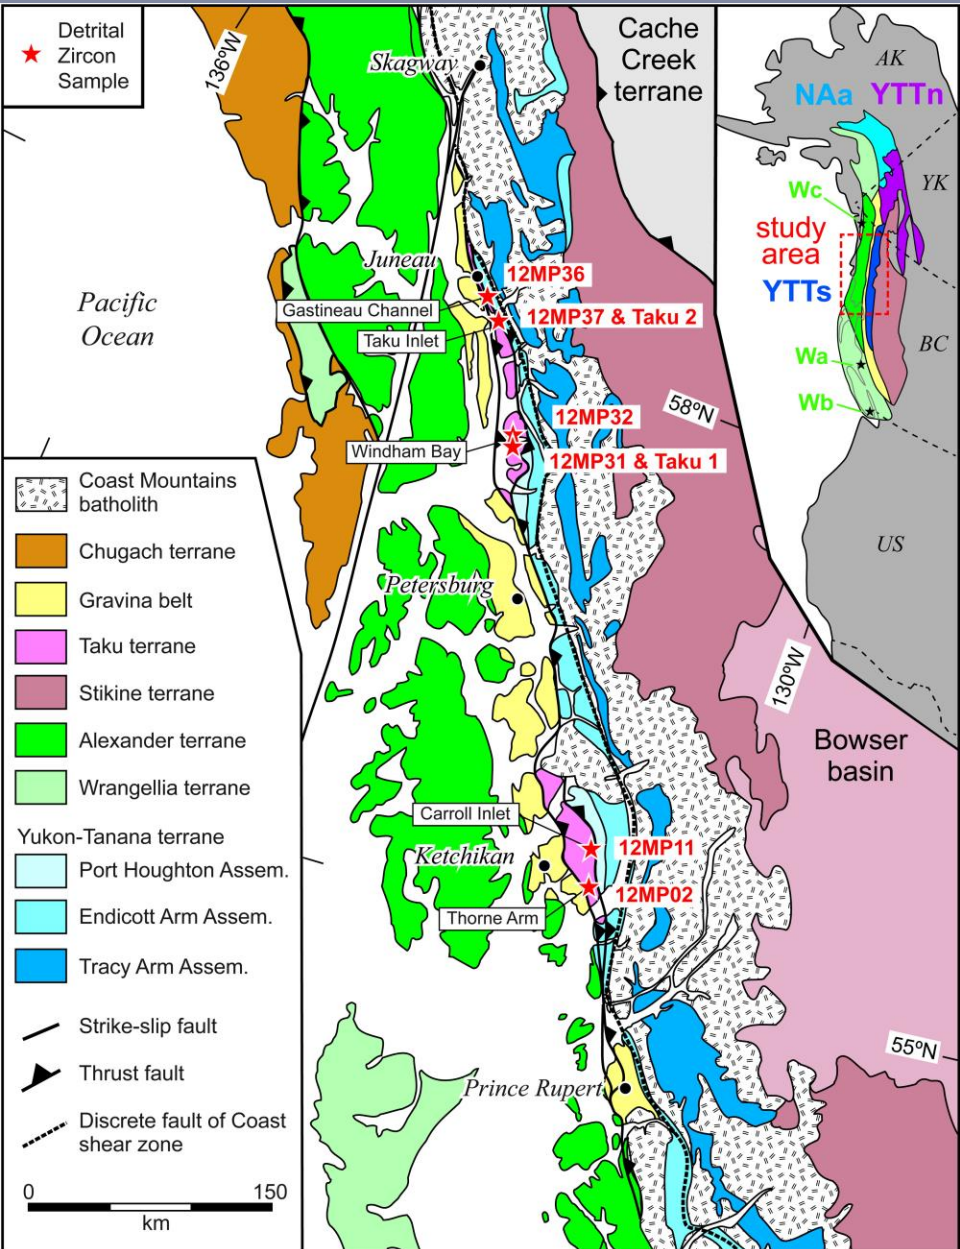 Detrital
Zircon
Sample
136ºW
Skagway
Cache
Creek
terrane
AK
NAa YTTn
YK
Wc
study
area
YTTs
BC
Wa
Wb
US
Pacific
Ocean
Juneau
12MP36
Gastineau Channel
12MP37 & Taku 2
Taku Inlet
58ºN
12MP32
Windham Bay
12MP31 & Taku 1
Petersburg
130ºW
Bowser
basin
Carroll Inlet
12MP11
Ketchikan
12MP02
Thorne Arm
55ºN
Prince Rupert
Coast Mountains
batholith
Chugach terrane
Gravina belt
Taku terrane
Stikine terrane
Alexander terrane
Wrangellia terrane
Yukon-Tanana terrane
Port Houghton Assem.
Endicott Arm Assem.
Tracy Arm Assem.
Strike-slip fault
Thrust fault
Discrete fault of Coast
shear zone
0 150
km